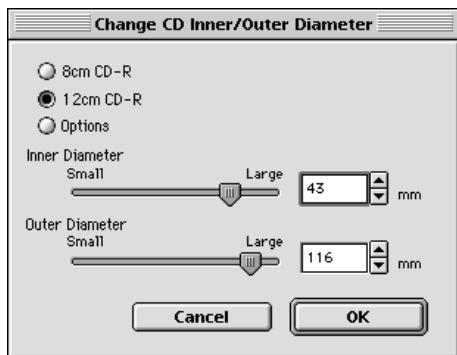 Change CD Inner/Outer Diameter
8cm CD-R
12cm CD-R
Options
Inner Diameter
Small Large
43 mm
Outer Diameter
Small Large
116 mm
Cancel OK